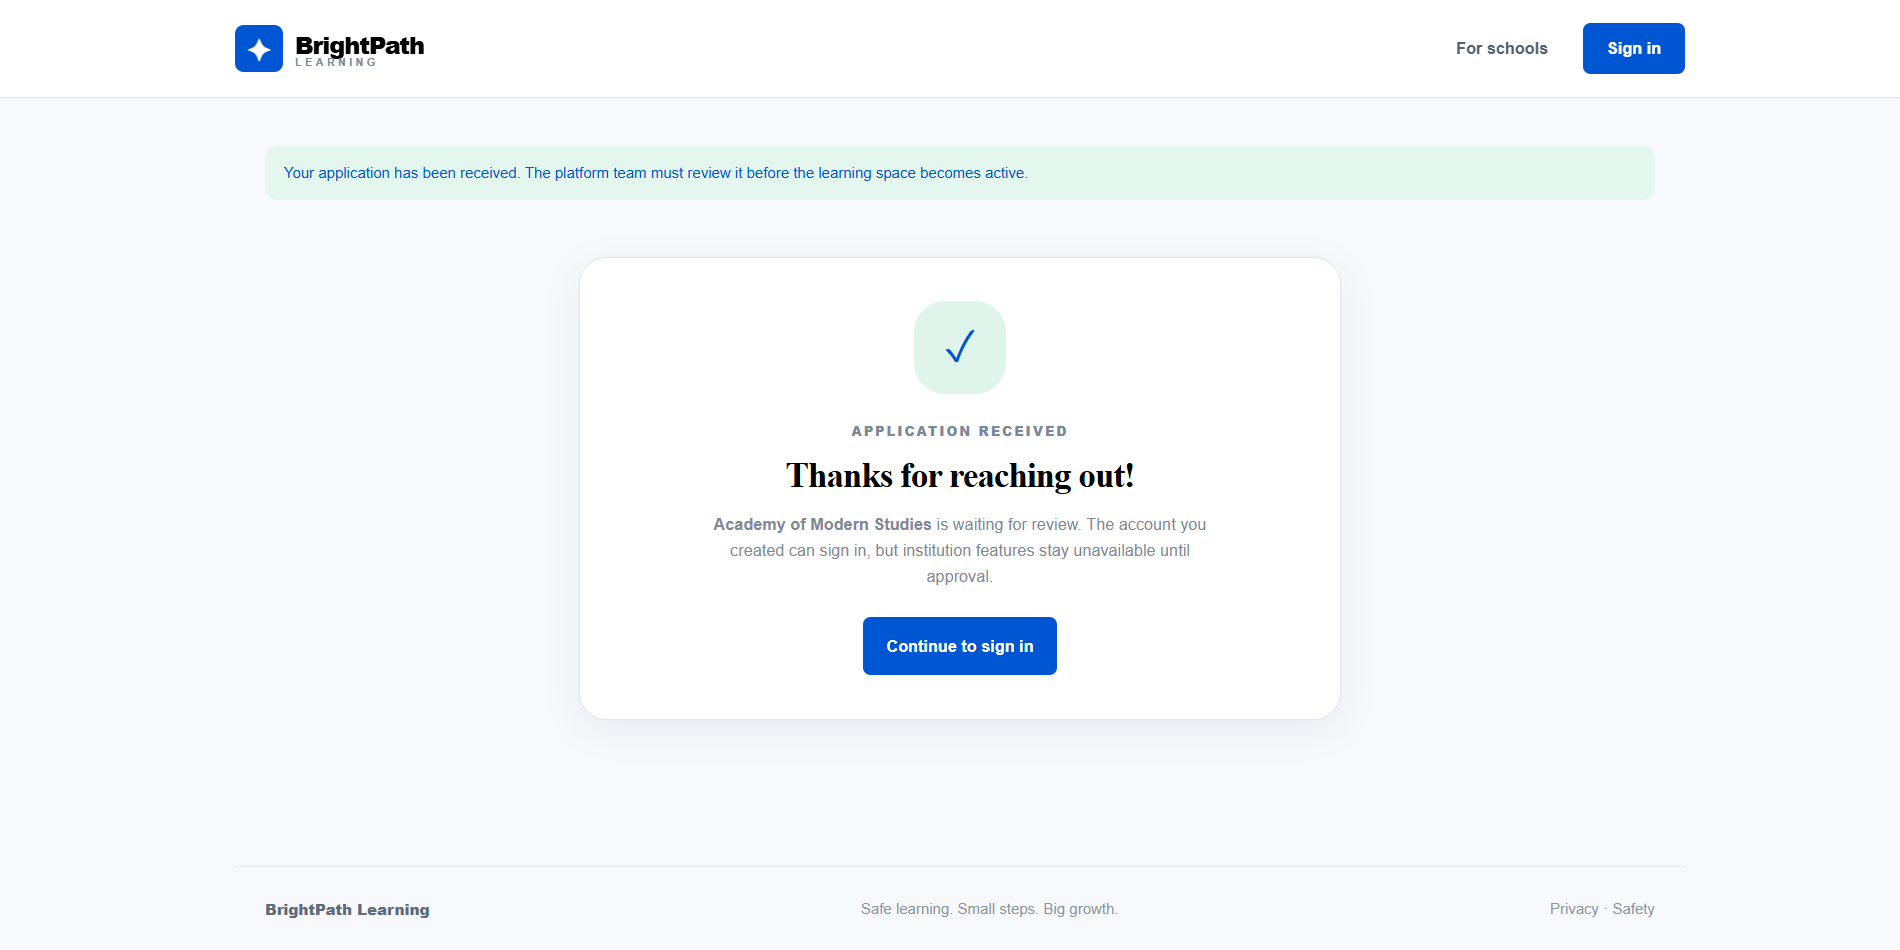 BrightPath
LEARNING
For schools
Sign in
Your application has been received. The platform team must review it before the learning space becomes active.
APPLICATION RECEIVED
Thanks for reaching out!
Academy of Modern Studies is waiting for review. The account you
created can sign in, but institution features stay unavailable until
approval.
Continue to sign in
BrightPath Learning
Safe learning. Small steps. Big growth.
Privacy · Safety